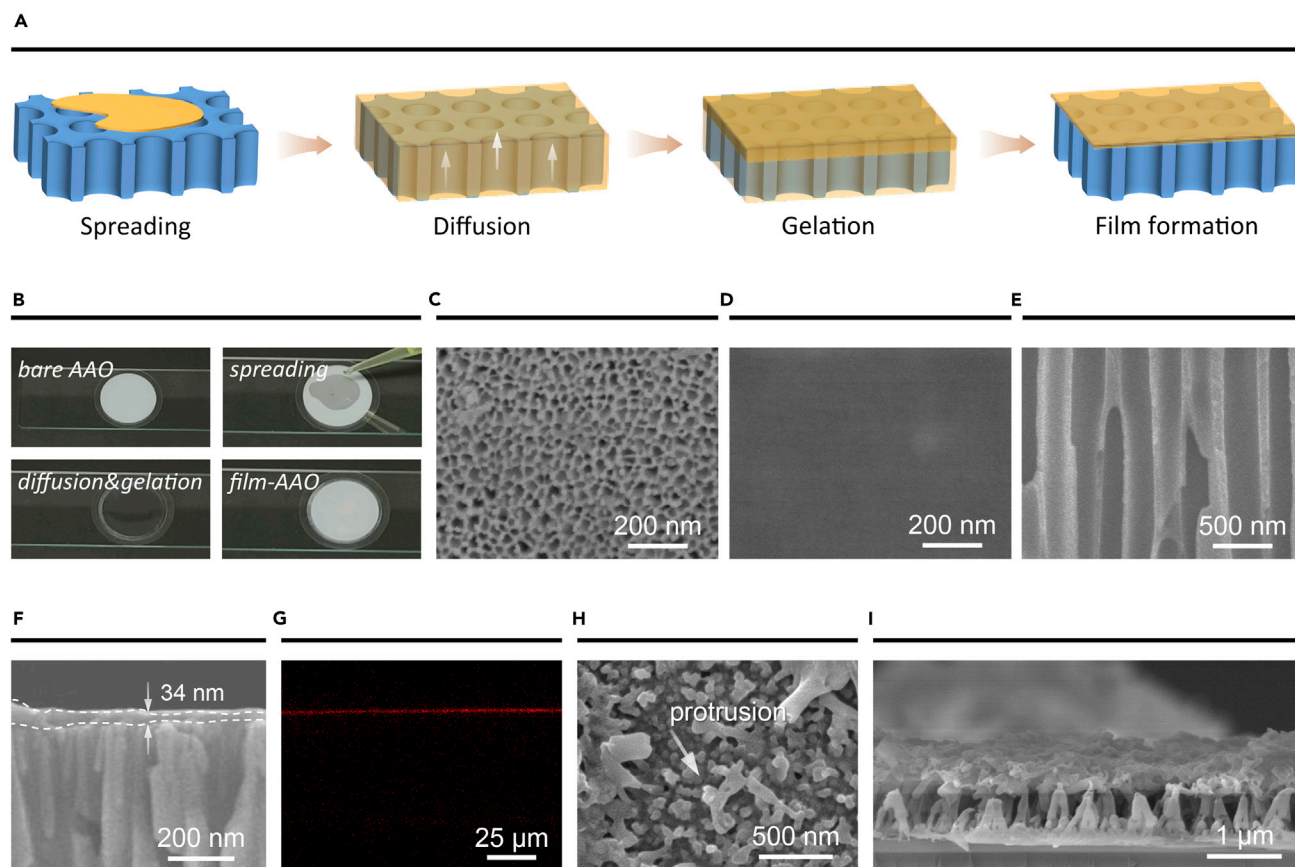 A
Spreading
Diffusion
Gelation
Film formation
B
C
D
E
bare AAO
spreading
diffusion&gelation
film-AAO
200 nm
200 nm
500 nm
F
G
H
I
34 nm
200 nm
25 µm
protrusion
500 nm
1 µm